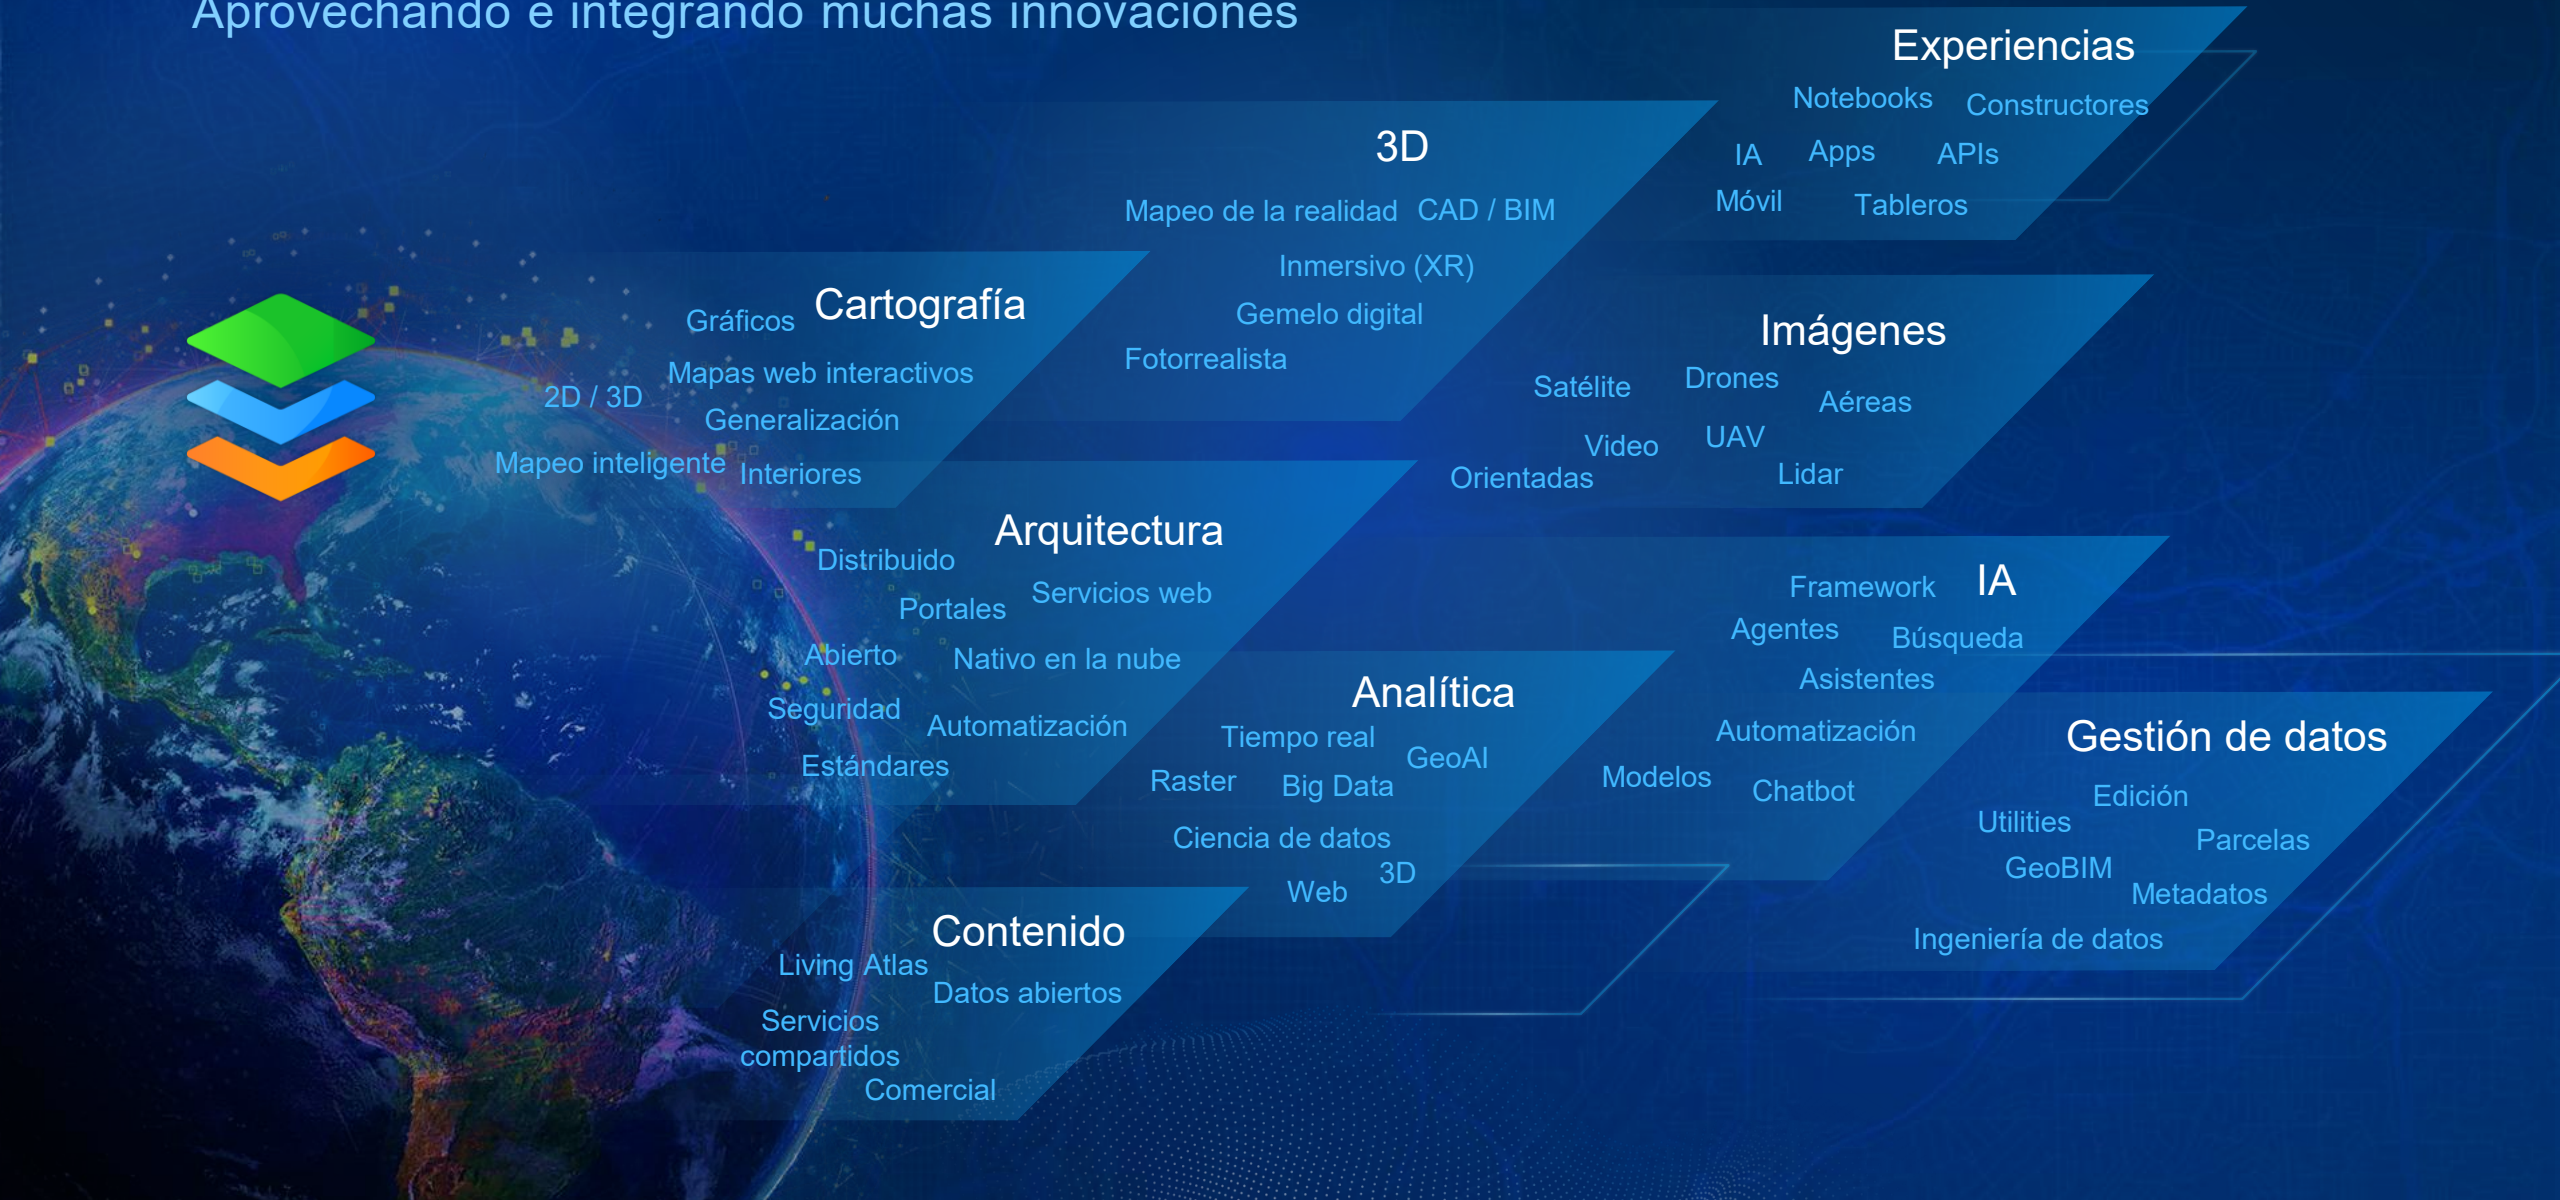 Aprovechando e integrando muchas innovaciones
Experiencias
Notebooks
Constructores
IA
Apps
APIs
Móvil
Tableros
3D
Mapeo de la realidad
CAD / BIM
Inmersivo (XR)
Gemelo digital
Fotorrealista
Cartografía
Gráficos
Mapas web interactivos
2D / 3D
Generalización
Mapeo inteligente
Interiores
Imágenes
Satélite
Drones
Aéreas
Video
UAV
Orientadas
Lidar
Arquitectura
Distribuido
Servicios web
Portales
Abierto
Nativo en la nube
Seguridad
Automatización
Estándares
IA
Framework
Agentes
Búsqueda
Asistentes
Automatización
Modelos
Chatbot
Analítica
Tiempo real
GeoAI
Raster
Big Data
Ciencia de datos
3D
Web
Gestión de datos
Edición
Utilities
Parcelas
GeoBIM
Metadatos
Ingeniería de datos
Contenido
Living Atlas
Datos abiertos
Servicios
compartidos
Comercial